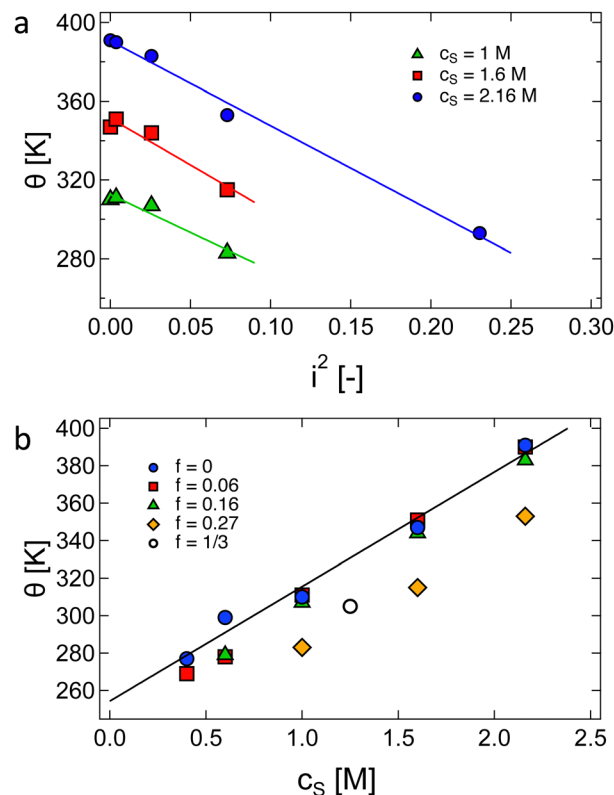 a
400
360
320
280
θ [K]
c_S = 1 M
c_S = 1.6 M
c_S = 2.16 M
0.00 0.05 0.10 0.15 0.20 0.25 0.30
i² [-]
b
400
380
360
340
320
300
280
260
θ [K]
f = 0
f = 0.06
f = 0.16
f = 0.27
f = 1/3
0.0 0.5 1.0 1.5 2.0 2.5
c_S [M]